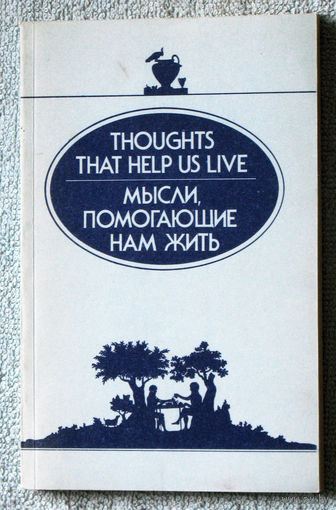 THOUGHTS
THAT HELP US LIVE
МЫСЛИ,
ПОМОГАЮЩИЕ
НАМ ЖИТЬ